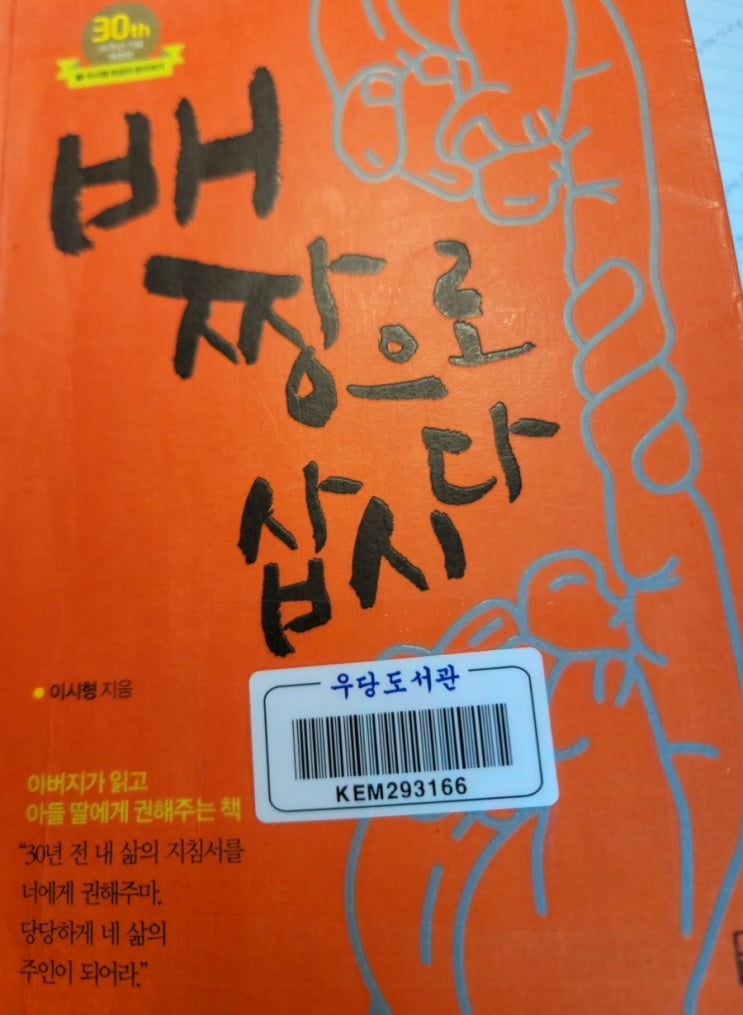 30th
배
짱으로
삽시다
이시형 지음
우당도서관
KEM293166
아버지가 읽고
아들 딸에게 권해주는 책
“30년 전 내 삶의 지침서를
너에게 권해주마.
당당하게 네 삶의
주인이 되어라.”